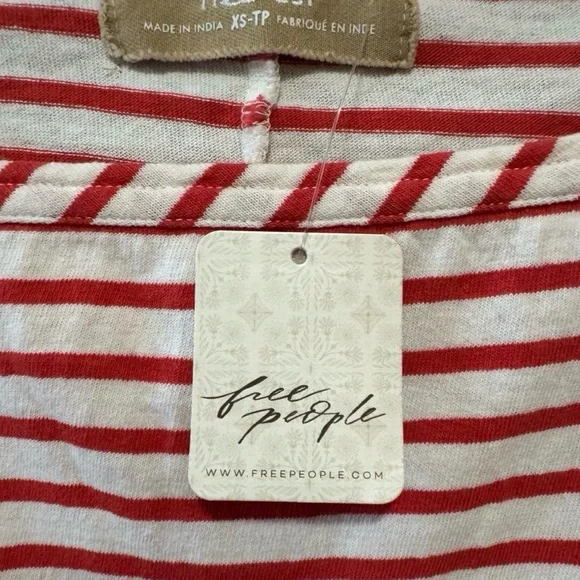 MADE IN INDIA XS-TP FABRIQUÉ EN INDE
free
people
WWW.FREEPEOPLE.COM